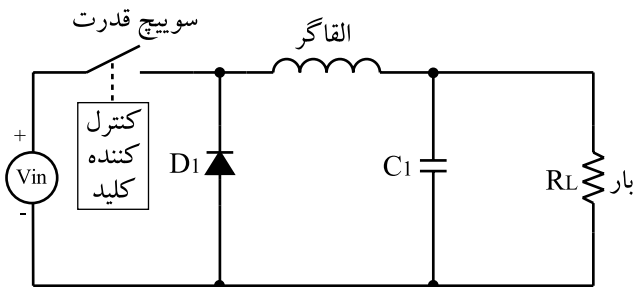 سوییچ قدرت
القاگر
کنترل
کننده
کلید
+
Vin
-
D1
C1
RL
بار